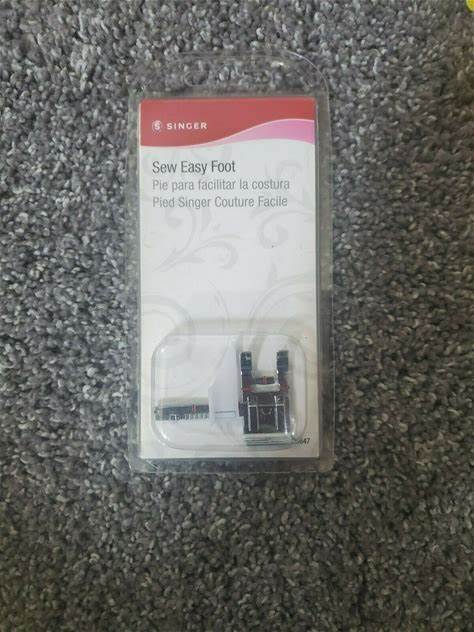 SINGER
Sew Easy Foot
Pie para facilitar la costura
Pied Singer Couture Facile